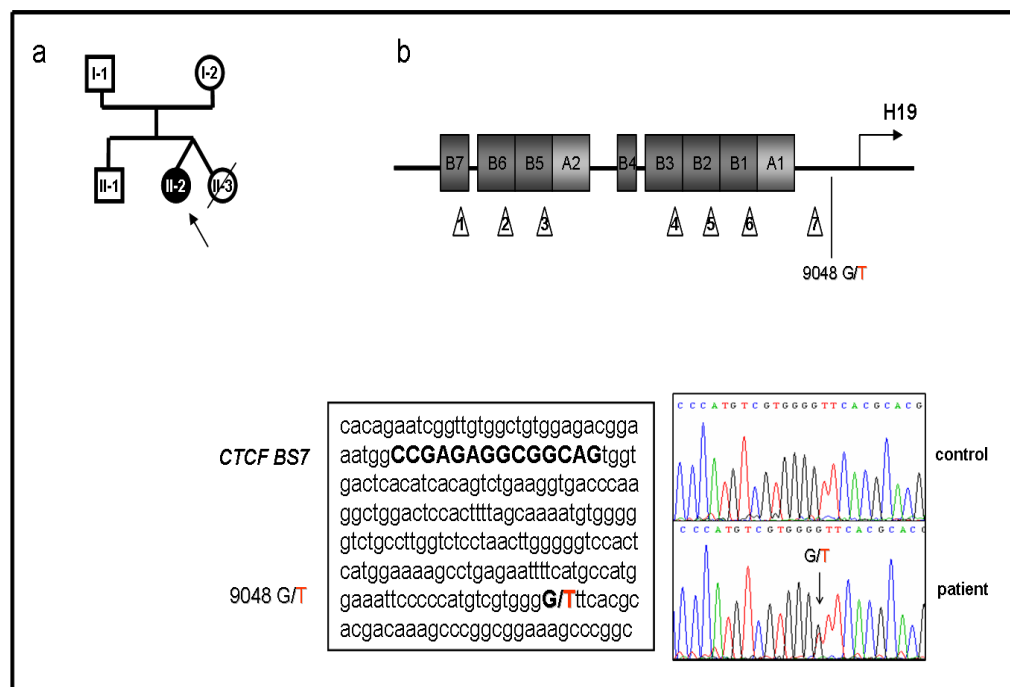 a
b
I-1
I-2
II-1
II-2
II-3
H19
B7 B6 B5 A2 B4 B3 B2 B1 A1
1 2 3 4 5 6 7
9048 G/T
CTCF BS7
9048 G/T
cacagaatcggttgtggctgtggagacgga
aatggCCGAGAGGCGGCAGtggt
gactcacatcacagtctgaaggtgacccaa
ggctggactccacttttagcaaaatgtgggg
gtctgccttggtctcctaacttgggggtccact
catggaaaagcctgagaattttcatgccatg
gaaattcccccatgtcgtgggG/Tttcacgc
acgacaaagcccggcggaaagcccggc
C C C A T G T C G T G G G G T T C A C G C A C G
control
C C C A T G T C G T G G G G T T C A C G C A C G
G/T
patient